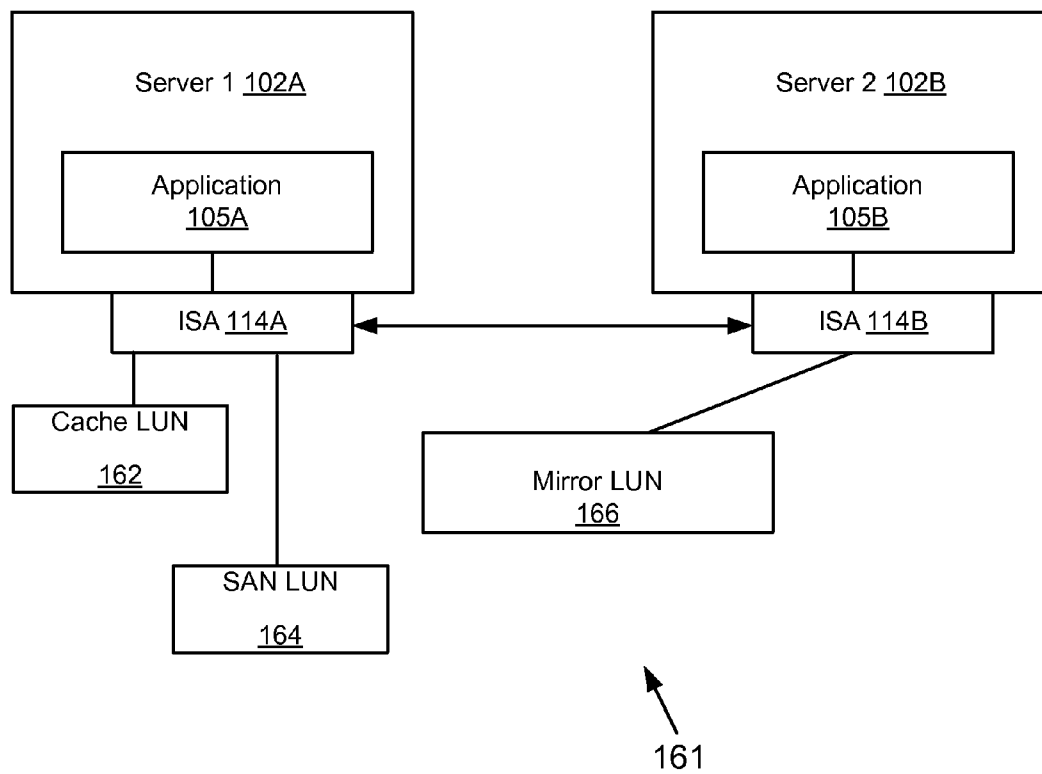 Server 1 102A
Application
105A
ISA 114A
Cache LUN
162
SAN LUN
164
Server 2 102B
Application
105B
ISA 114B
Mirror LUN
166
161